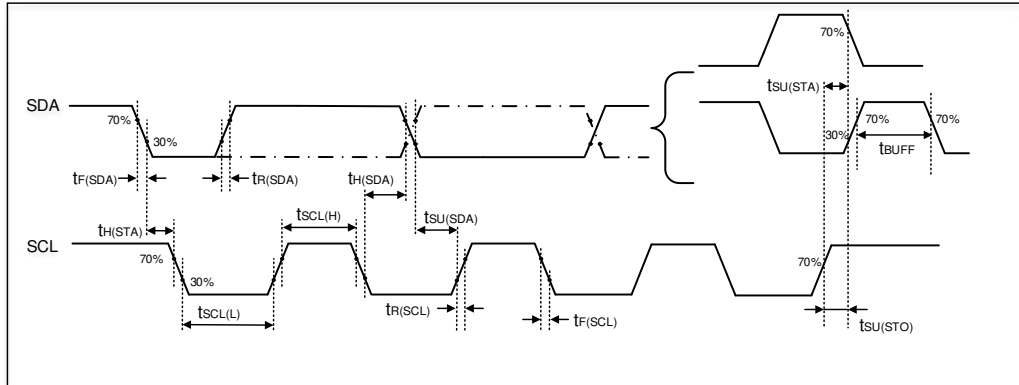 70%
tSU(STA)
SDA
70%
30%
30%
70%
70%
tBUFF
tF(SDA)
tR(SDA)
tH(SDA)
tSCL(H)
tSU(SDA)
tH(STA)
SCL
70%
30%
70%
tSCL(L)
tR(SCL)
tF(SCL)
tSU(STO)